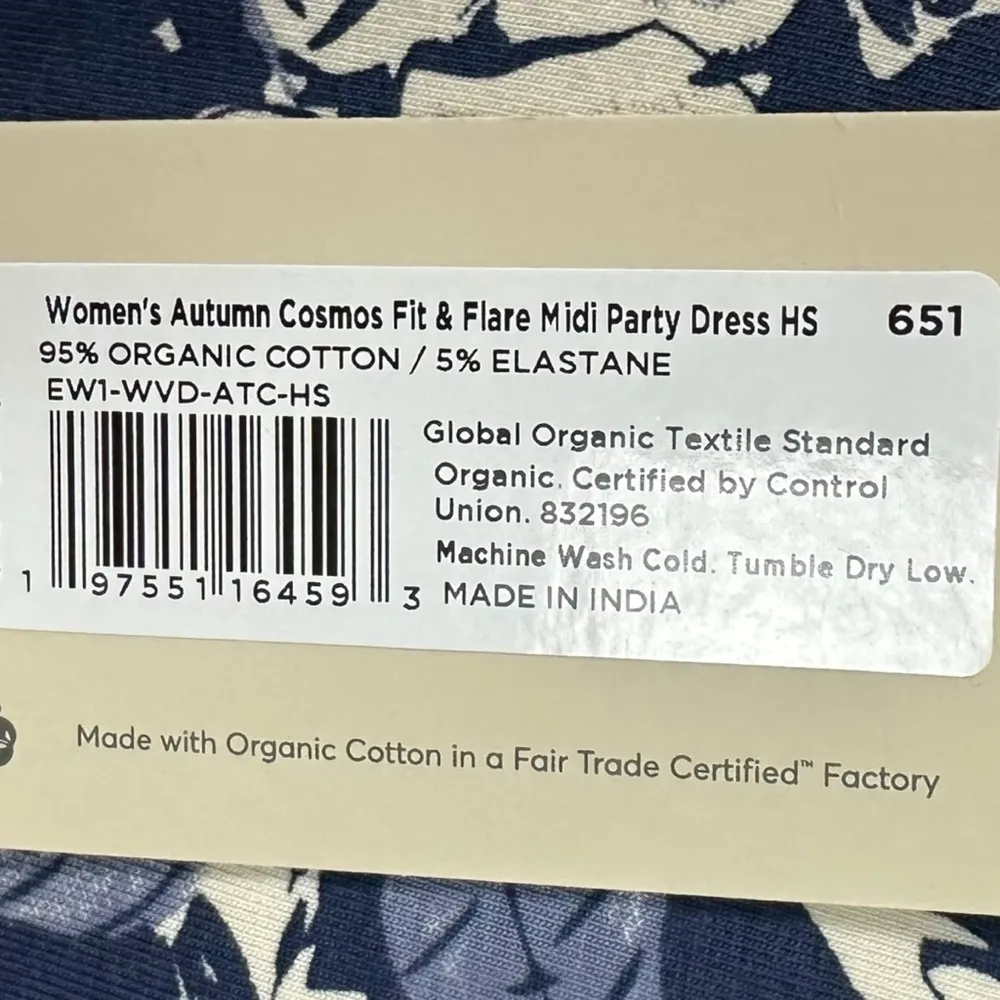 Women's Autumn Cosmos Fit & Flare Midi Party Dress HS 651
95% ORGANIC COTTON / 5% ELASTANE
EW1-WVD-ATC-HS
Global Organic Textile Standard
Organic. Certified by Control
Union. 832196
Machine Wash Cold. Tumble Dry Low.
MADE IN INDIA
1 97551 16459 3
Made with Organic Cotton in a Fair Trade Certified™ Factory